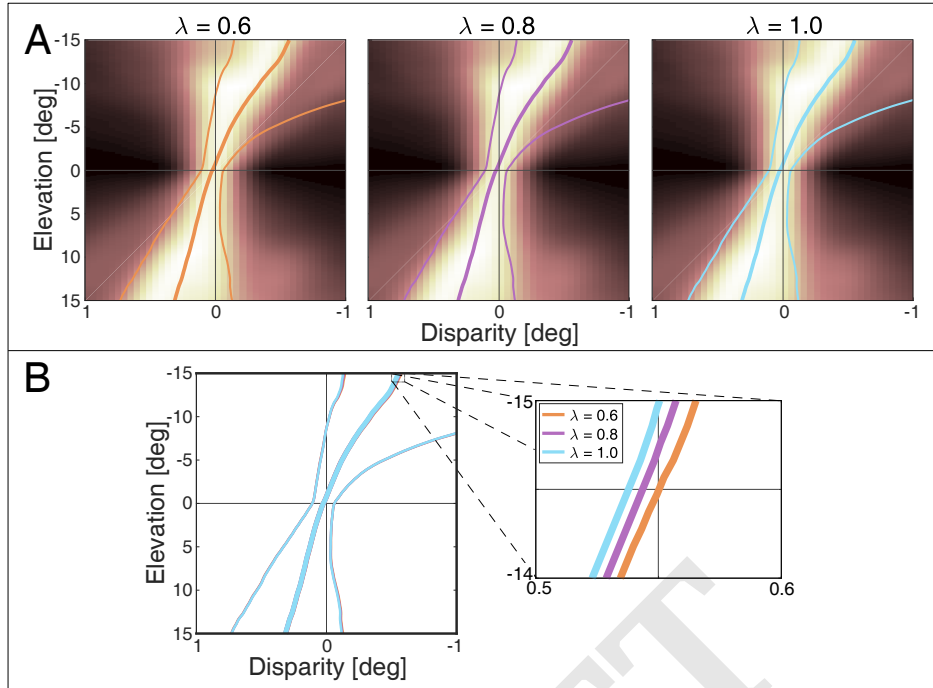 A
λ = 0.6
λ = 0.8
λ = 1.0
Elevation [deg]
-15
-10
-5
0
5
10
15
1
0
-1
1
0
-1
1
0
-1
Disparity [deg]
B
Elevation [deg]
-15
-10
-5
0
5
10
15
1
0
-1
Disparity [deg]
-15
λ = 0.6
λ = 0.8
λ = 1.0
-14
0.5
0.6